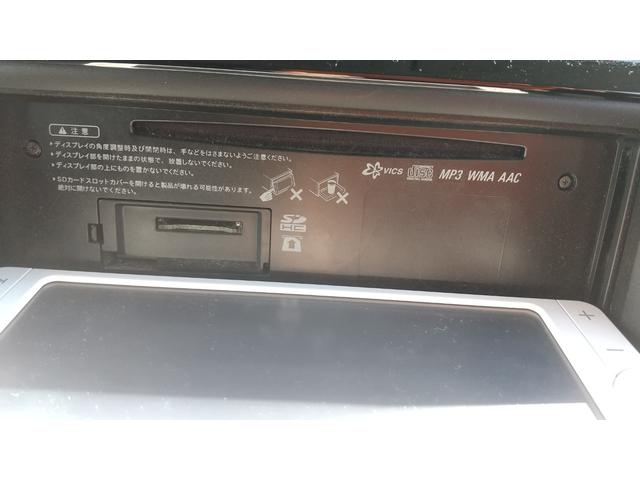 ⚠ 注意
▸ディスプレイの角度調整時及び開閉時は、手などをはさまないようご注意ください。
▸ディスプレイ部を開けたままの状態で、放置しないでください。
▸ディスプレイ部の上にものを置かないでください。
▸SDカードスロットカバーを開けると製品が壊れる可能性があります。
絶対に開けないでください。
VICS COMPACT disc DIGITAL AUDIO MP3 WMA AAC
SD
HC
+
−